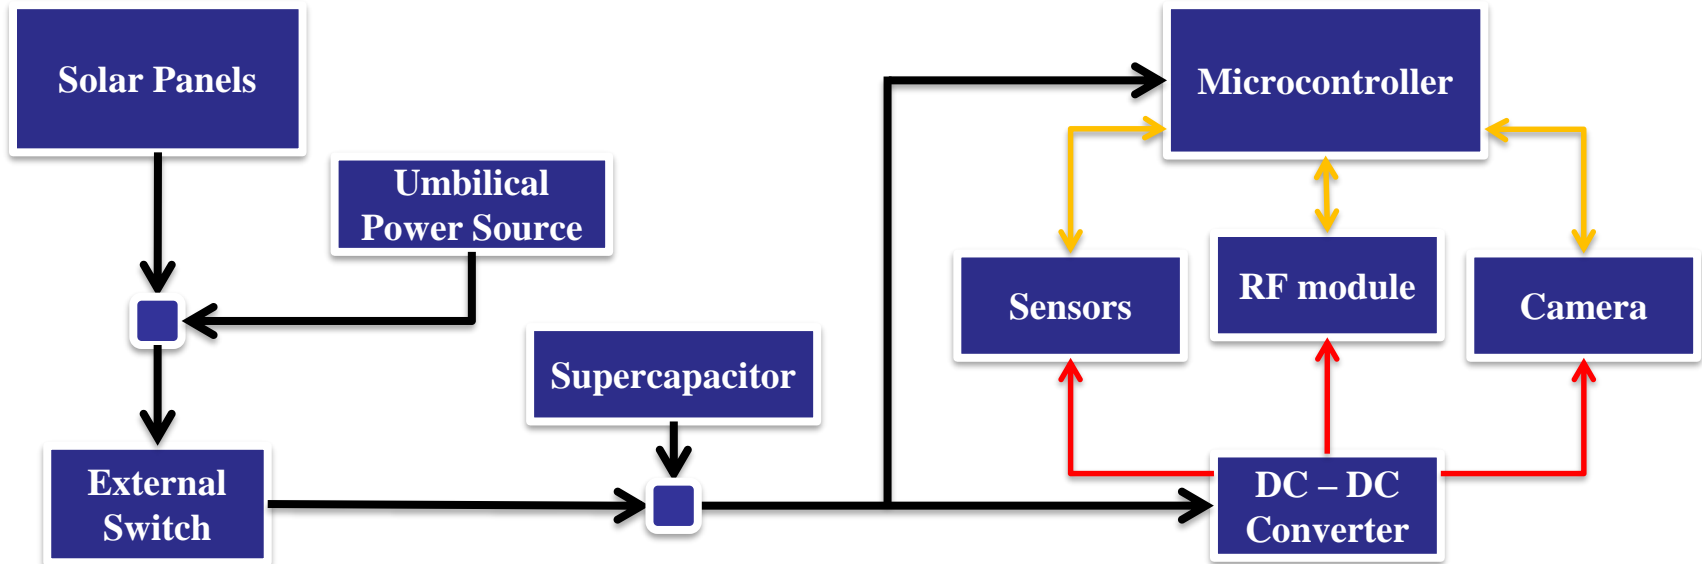 Solar Panels
Microcontroller
Umbilical
Power Source
Sensors
RF module
Camera
Supercapacitor
External
Switch
DC – DC
Converter